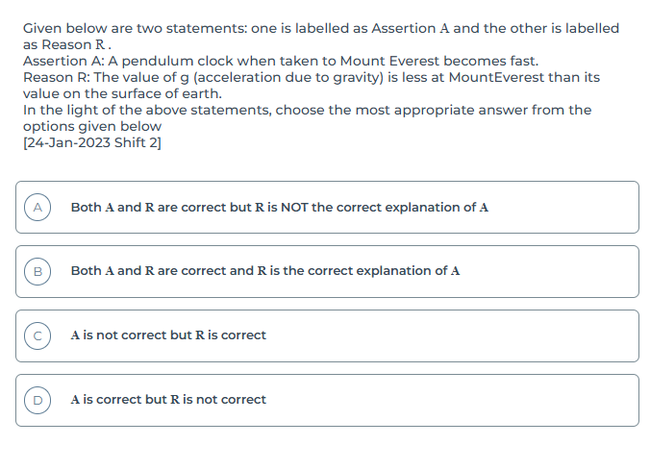 Given below are two statements: one is labelled as Assertion A and the other is labelled
as Reason R.
Assertion A: A pendulum clock when taken to Mount Everest becomes fast.
Reason R: The value of g (acceleration due to gravity) is less at MountEverest than its
value on the surface of earth.
In the light of the above statements, choose the most appropriate answer from the
options given below
[24-Jan-2023 Shift 2]
A Both A and R are correct but R is NOT the correct explanation of A
B Both A and R are correct and R is the correct explanation of A
C A is not correct but R is correct
D A is correct but R is not correct